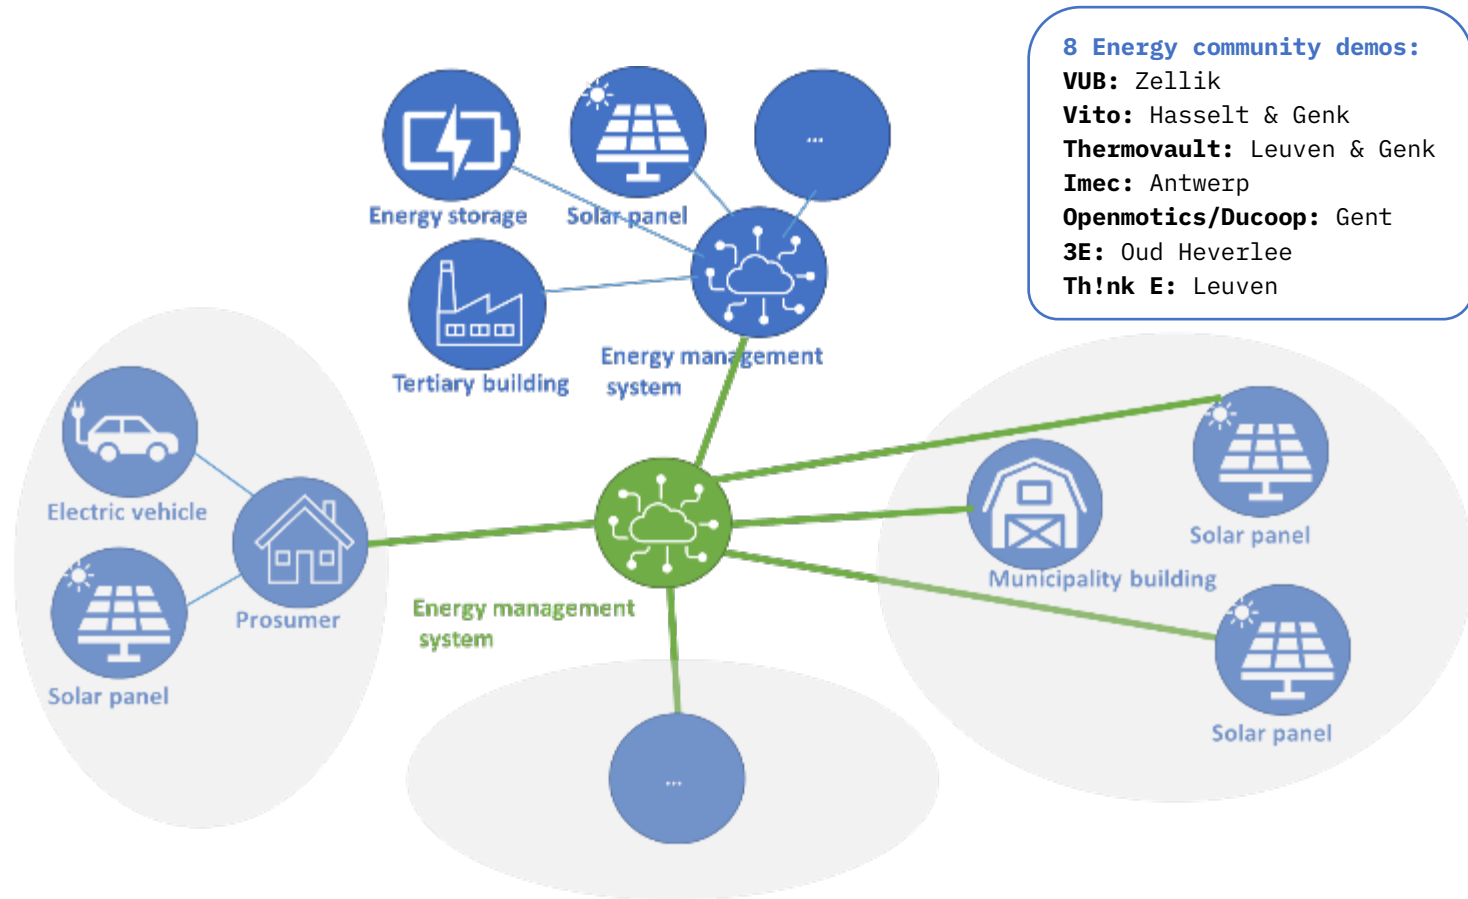 8 Energy community demos:
VUB: Zellik
Vito: Hasselt & Genk
Thermovault: Leuven & Genk
Imec: Antwerp
Openmotics/Ducoop: Gent
3E: Oud Heverlee
Th!nk E: Leuven
...
Energy storage
Solar panel
Energy management
system
Tertiary building
Electric vehicle
Solar panel
Prosumer
Energy management
system
Solar panel
Municipality building
Solar panel
...